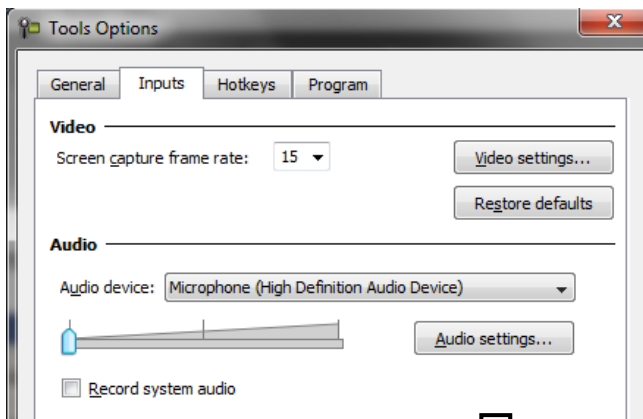 Tools Options
General Inputs Hotkeys Program
Video
Screen capture frame rate: 15 Video settings...
Restore defaults
Audio
Audio device: Microphone (High Definition Audio Device)
Audio settings...
Record system audio